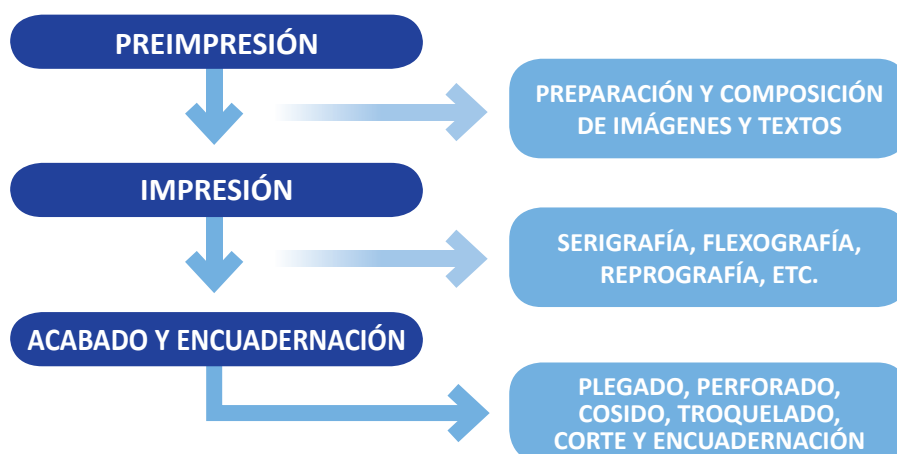 PREIMPRESIÓN
PREPARACIÓN Y COMPOSICIÓN
DE IMÁGENES Y TEXTOS
IMPRESIÓN
SERIGRAFÍA, FLEXOGRAFÍA,
REPROGRAFÍA, ETC.
ACABADO Y ENCUADERNACIÓN
PLEGADO, PERFORADO,
COSIDO, TROQUELADO,
CORTE Y ENCUADERNACIÓN